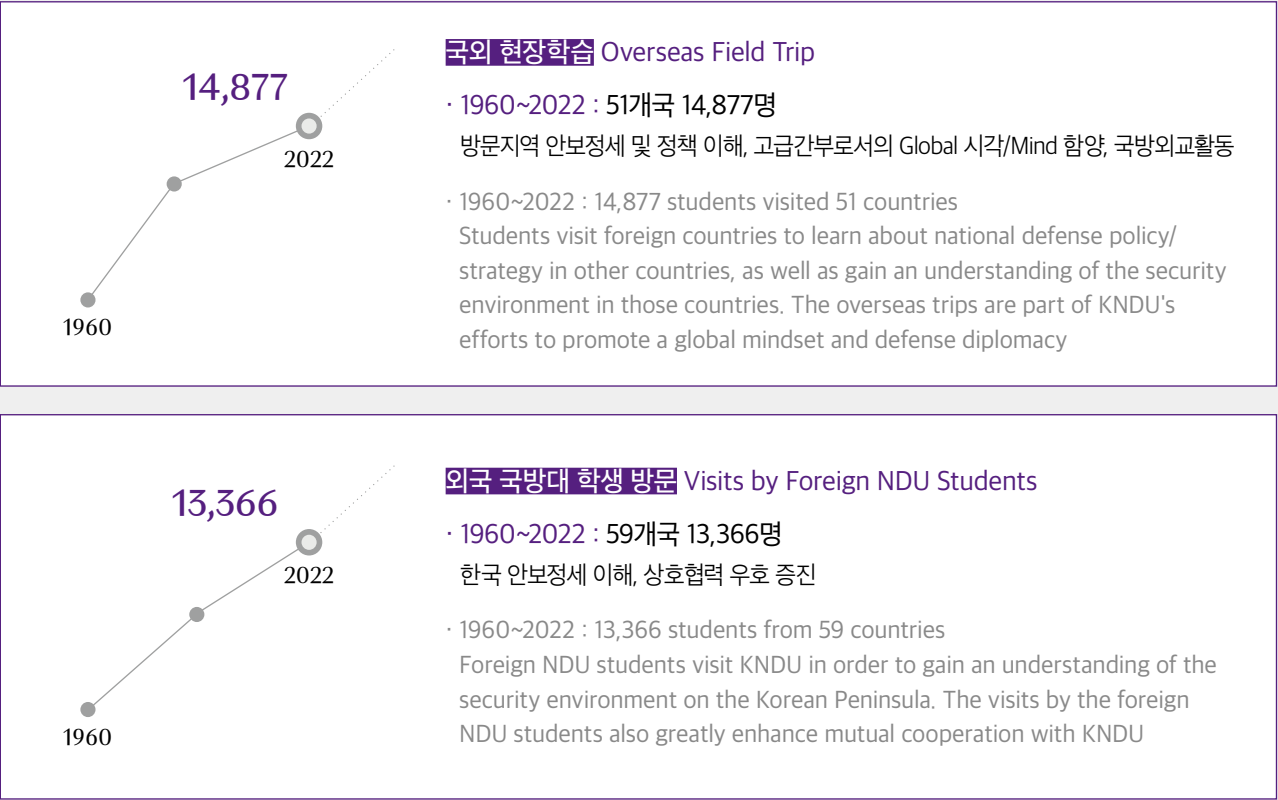 14,877
2022
1960
국외 현장학습 Overseas Field Trip
· 1960~2022 : 51개국 14,877명
방문지역 안보정세 및 정책 이해, 고급간부로서의 Global 시각/Mind 함양, 국방외교활동
· 1960~2022 : 14,877 students visited 51 countries
Students visit foreign countries to learn about national defense policy/
strategy in other countries, as well as gain an understanding of the security
environment in those countries. The overseas trips are part of KNDU's
efforts to promote a global mindset and defense diplomacy
13,366
2022
1960
외국 국방대 학생 방문 Visits by Foreign NDU Students
· 1960~2022 : 59개국 13,366명
한국 안보정세 이해, 상호협력 우호 증진
· 1960~2022 : 13,366 students from 59 countries
Foreign NDU students visit KNDU in order to gain an understanding of the
security environment on the Korean Peninsula. The visits by the foreign
NDU students also greatly enhance mutual cooperation with KNDU